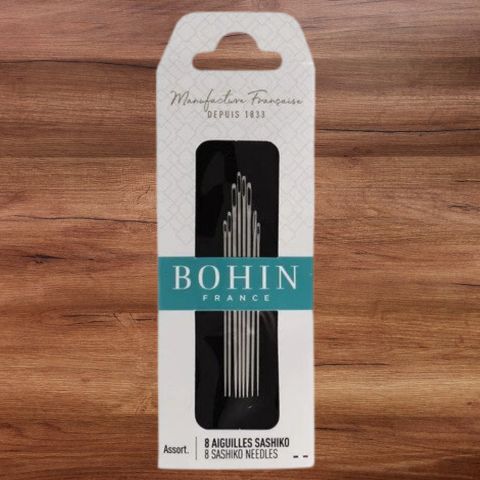 Manufacture Française
DEPUIS 1833
BOHIN
FRANCE
Assort.
8 AIGUILLES SASHIKO
8 SASHIKO NEEDLES